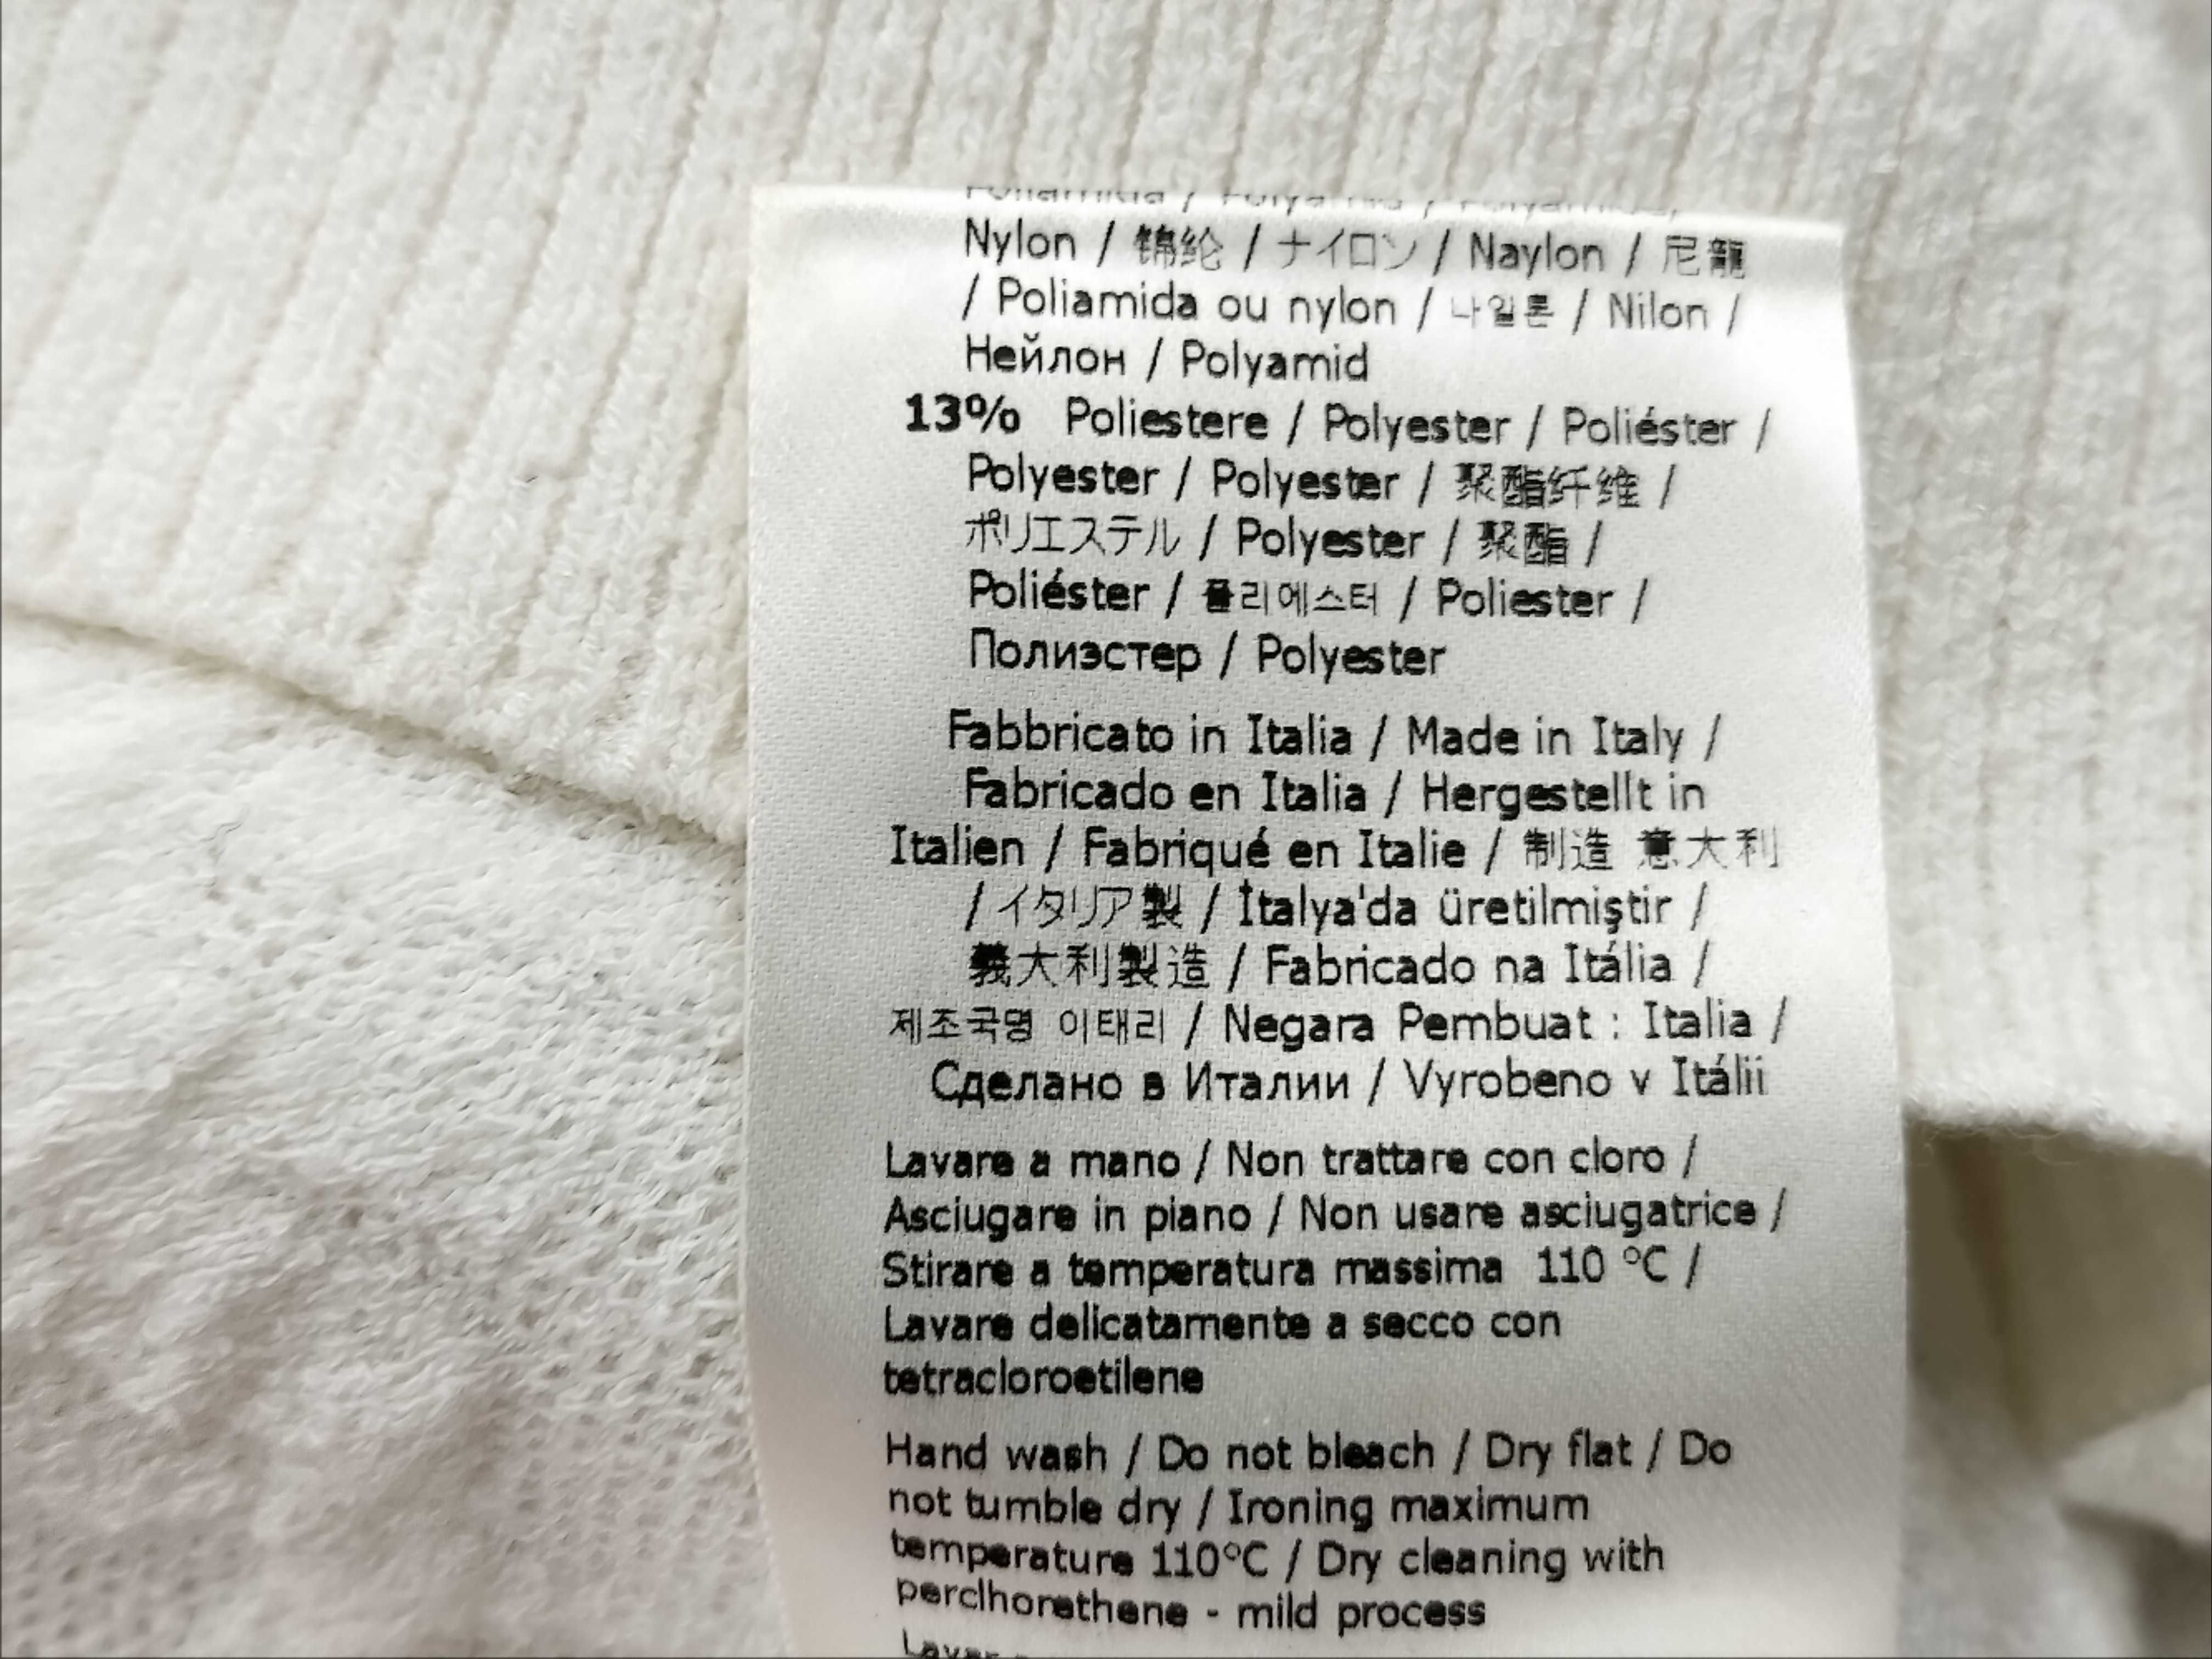 Poliamida / Polyamid / Polyamide,
Nylon / 锦纶 / ナイロン / Naylon / 尼龍
/ Poliamida ou nylon / 나일론 / Nilon /
Нейлон / Polyamid
13% Poliestere / Polyester / Poliéster /
Polyester / Polyester / 聚酯纤维 /
ポリエステル / Polyester / 聚酯 /
Poliéster / 폴리에스터 / Poliester /
Полиэстер / Polyester
Fabbricato in Italia / Made in Italy /
Fabricado en Italia / Hergestellt in
Italien / Fabriqué en Italie / 制造 意大利
/ イタリア製 / İtalya'da üretilmiştir /
義大利製造 / Fabricado na Itália /
제조국명 이태리 / Negara Pembuat : Italia /
Сделано в Италии / Vyrobeno v Itálii
Lavare a mano / Non trattare con cloro /
Asciugare in piano / Non usare asciugatrice /
Stirare a temperatura massima 110 °C /
Lavare delicatamente a secco con
tetracloroetilene
Hand wash / Do not bleach / Dry flat / Do
not tumble dry / Ironing maximum
temperature 110°C / Dry cleaning with
perclhorethene - mild process